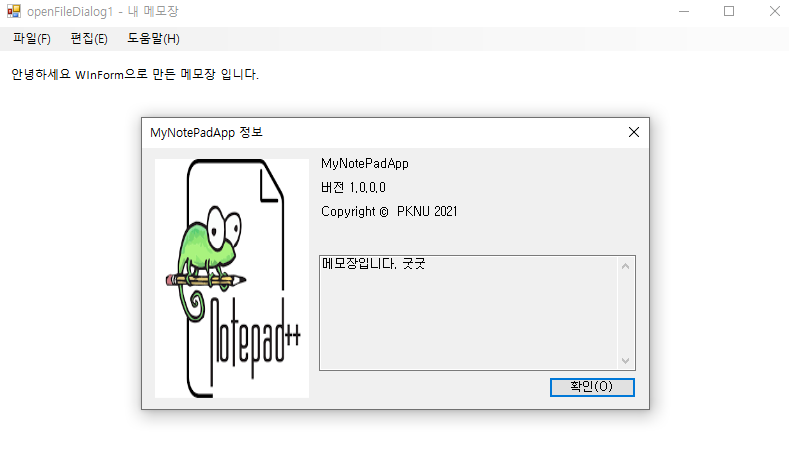 openFileDialog1 - 내 메모장
파일(F) 편집(E) 도움말(H)
안녕하세요 WInForm으로 만든 메모장 입니다.
MyNotePadApp 정보
MyNotePadApp
버전 1.0.0.0
Copyright © PKNU 2021
Notepad++
메모장입니다. 굿굿
확인(O)